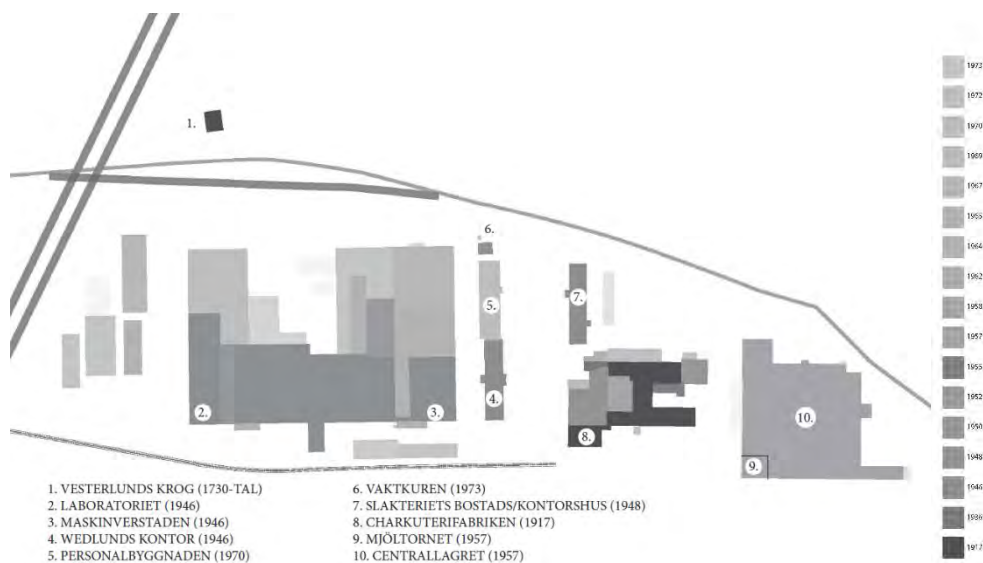 1.
6.
5.
7.
4.
2.
3.
8.
10.
9.
1. VESTERLUNDS KROG (1730-TAL)
2. LABORATORIET (1946)
3. MASKINVERSTADEN (1946)
4. WEDLUNDS KONTOR (1946)
5. PERSONALBYGGNADEN (1970)
6. VAKTKUREN (1973)
7. SLAKTERIETS BOSTADS/KONTORSHUS (1948)
8. CHARKUTERIFABRIKEN (1917)
9. MJÖLTORNET (1957)
10. CENTRALLAGRET (1957)
1973
1972
1970
1969
1967
1955
1964
1962
1958
1957
1955
1952
1950
1948
1946
1936
1917